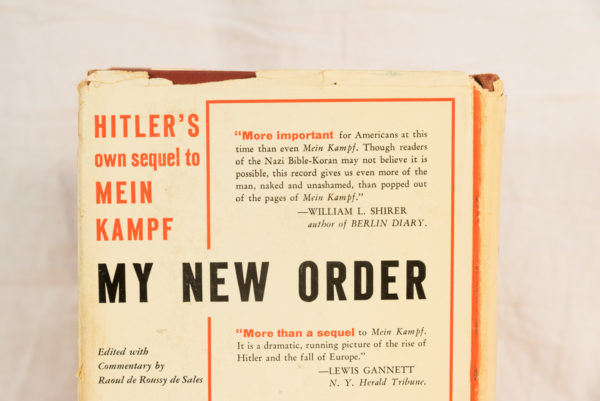 HITLER'S
own sequel to
MEIN
KAMPF
"More important for Americans at this
time than even Mein Kampf. Though readers
of the Nazi Bible-Koran may not believe it is
possible, this record gives us even more of the
man, naked and unashamed, than popped out
of the pages of Mein Kampf."
—WILLIAM L. SHIRER
author of BERLIN DIARY.
MY NEW ORDER
Edited with
Commentary by
Raoul de Roussy de Sales
"More than a sequel to Mein Kampf.
It is a dramatic, running picture of the rise of
Hitler and the fall of Europe."
—LEWIS GANNETT
N. Y. Herald Tribune.